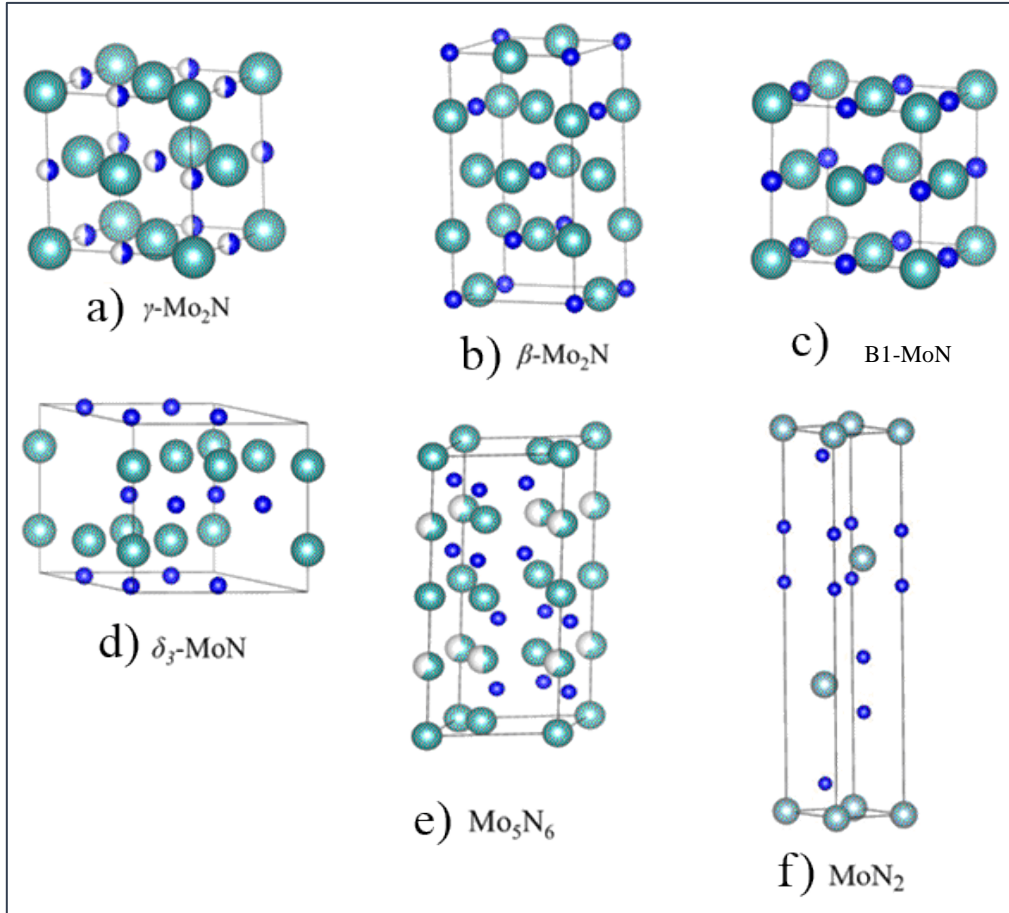 a) γ-Mo₂N
b) β-Mo₂N
c) B1-MoN
d) δ₃-MoN
e) Mo₅N₆
f) MoN₂